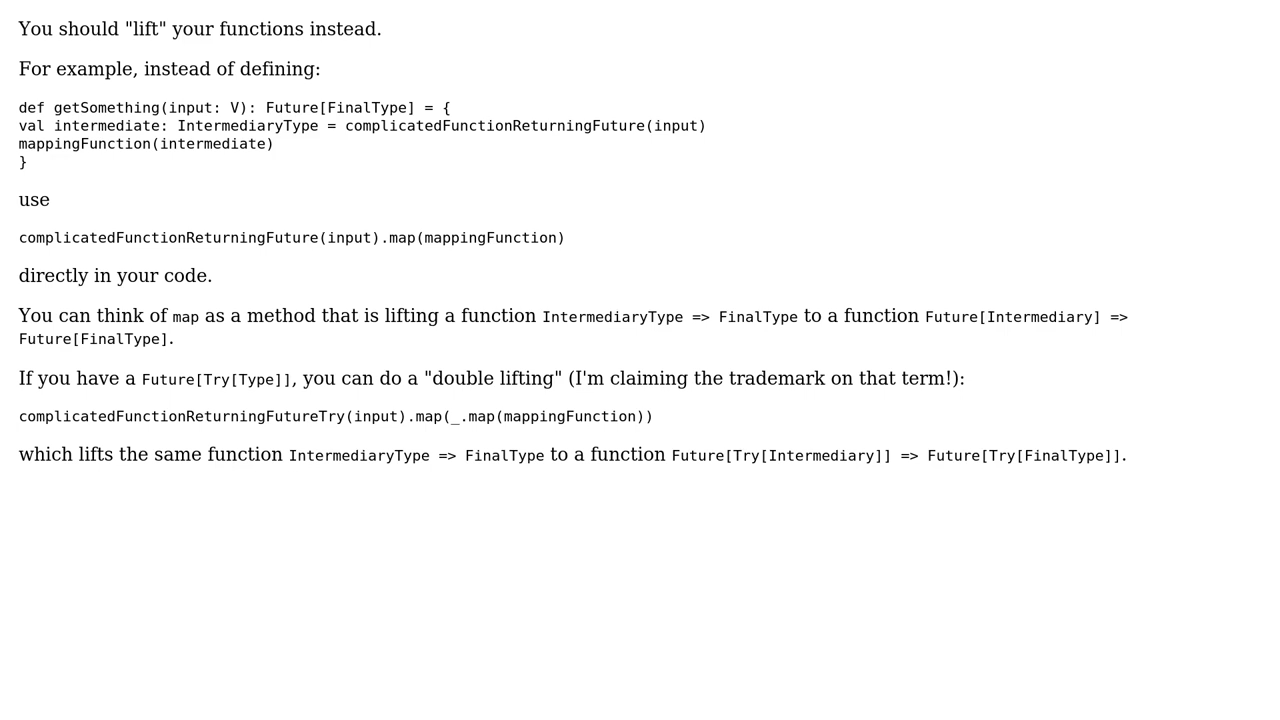 You should "lift" your functions instead.
For example, instead of defining:
def getSomething(input: V): Future[FinalType] = {
val intermediate: IntermediaryType = complicatedFunctionReturningFuture(input)
mappingFunction(intermediate)
}
use
complicatedFunctionReturningFuture(input).map(mappingFunction)
directly in your code.
You can think of map as a method that is lifting a function IntermediaryType => FinalType to a function Future[Intermediary] =>
Future[FinalType].
If you have a Future[Try[Type]], you can do a "double lifting" (I'm claiming the trademark on that term!):
complicatedFunctionReturningFutureTry(input).map(_.map(mappingFunction))
which lifts the same function IntermediaryType => FinalType to a function Future[Try[Intermediary]] => Future[Try[FinalType]].